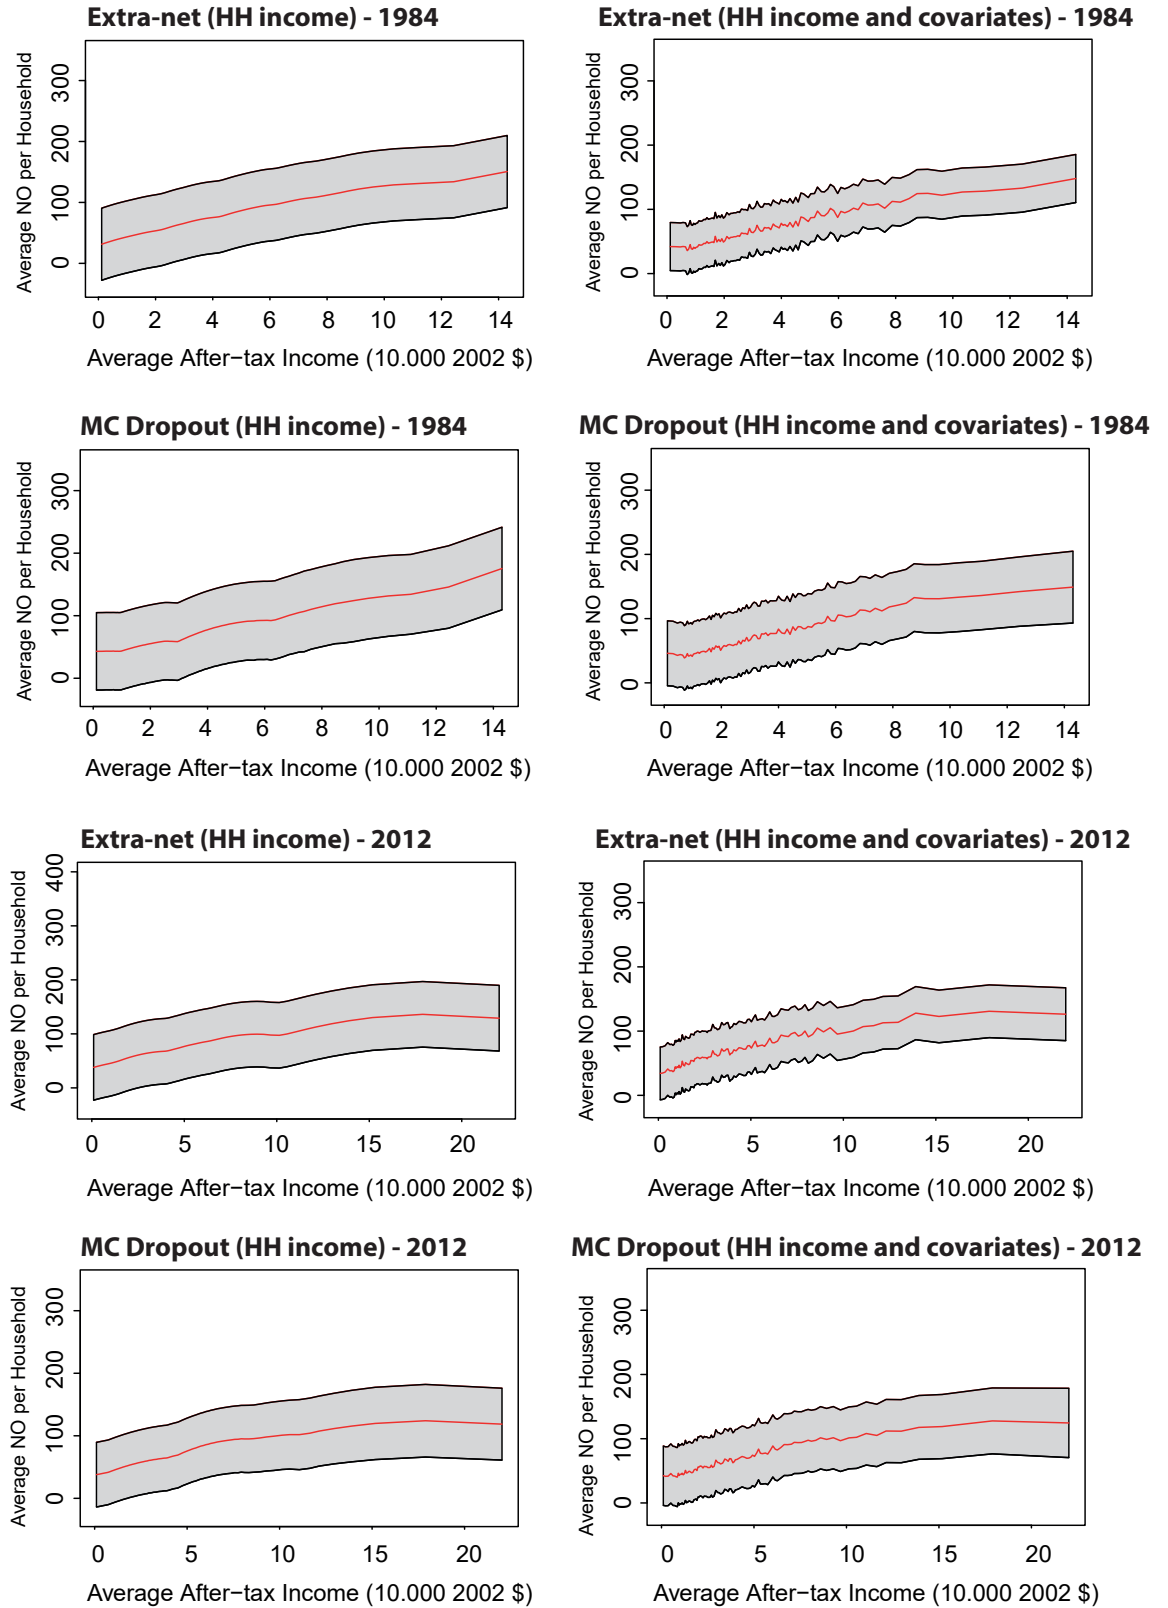 Extra-net (HH income) - 1984
Average NO per Household
300
200
100
0
0 2 4 6 8 10 12 14
Average After−tax Income (10.000 2002 $)
Extra-net (HH income and covariates) - 1984
Average NO per Household
300
200
100
0
0 2 4 6 8 10 12 14
Average After−tax Income (10.000 2002 $)
MC Dropout (HH income) - 1984
Average NO per Household
300
200
100
0
0 2 4 6 8 10 12 14
Average After−tax Income (10.000 2002 $)
MC Dropout (HH income and covariates) - 1984
Average NO per Household
300
200
100
0
0 2 4 6 8 10 12 14
Average After−tax Income (10.000 2002 $)
Extra-net (HH income) - 2012
Average NO per Household
400
300
200
100
0
0 5 10 15 20
Average After−tax Income (10.000 2002 $)
Extra-net (HH income and covariates) - 2012
Average NO per Household
300
200
100
0
0 5 10 15 20
Average After−tax Income (10.000 2002 $)
MC Dropout (HH income) - 2012
Average NO per Household
300
200
100
0
0 5 10 15 20
Average After−tax Income (10.000 2002 $)
MC Dropout (HH income and covariates) - 2012
Average NO per Household
300
200
100
0
0 5 10 15 20
Average After−tax Income (10.000 2002 $)